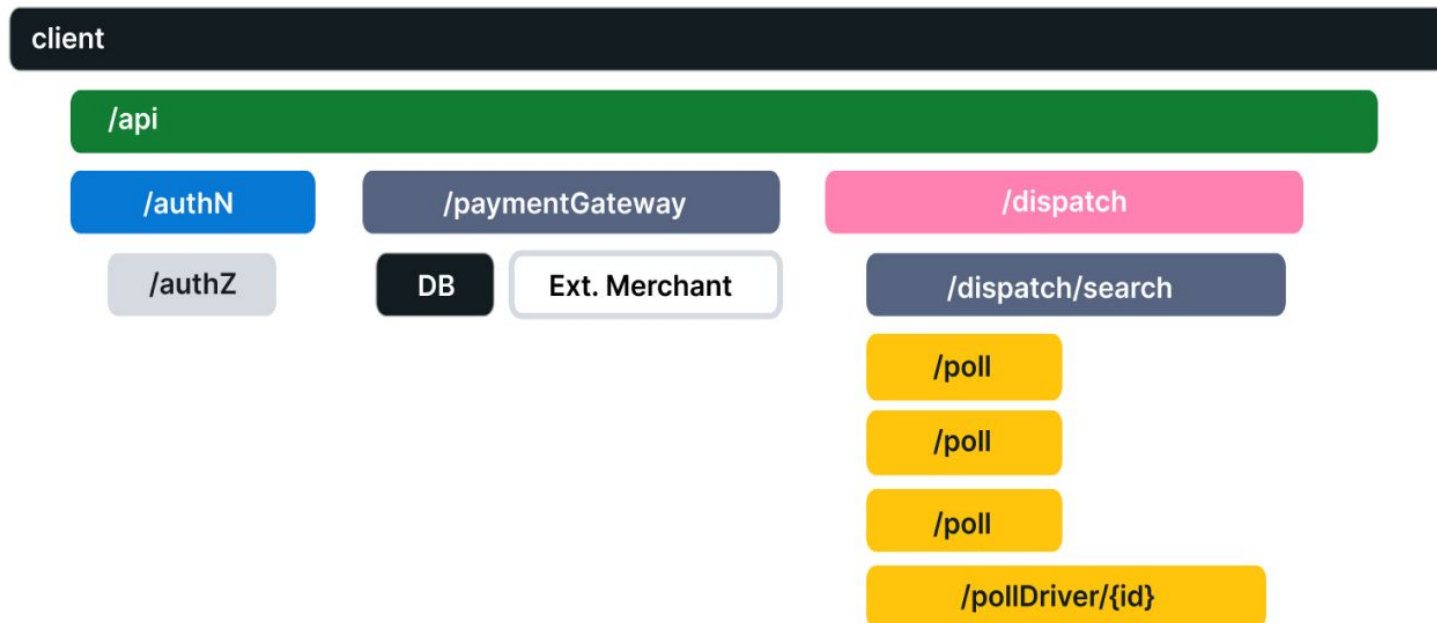 client
/api
/authN
/paymentGateway
/dispatch
/authZ
DB
Ext. Merchant
/dispatch/search
/poll
/poll
/poll
/pollDriver/{id}